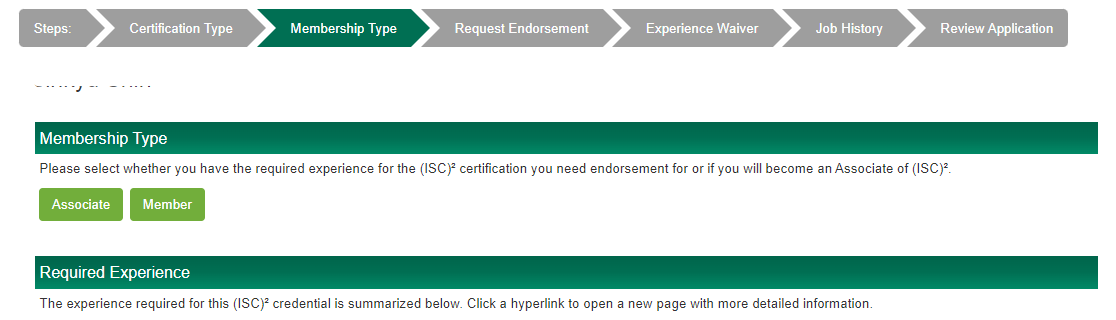 Steps: Certification Type Membership Type Request Endorsement Experience Waiver Job History Review Application
Membership Type
Please select whether you have the required experience for the (ISC)² certification you need endorsement for or if you will become an Associate of (ISC)².
Associate Member
Required Experience
The experience required for this (ISC)² credential is summarized below. Click a hyperlink to open a new page with more detailed information.